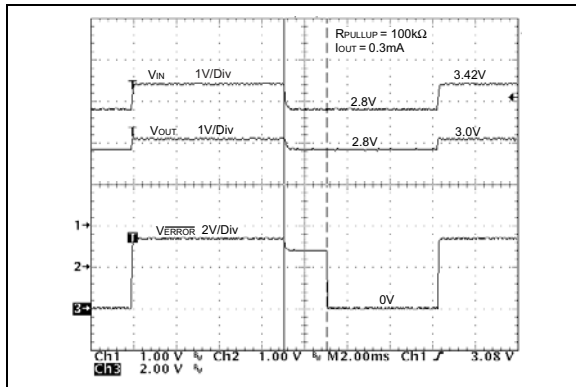 RPULLUP = 100kΩ
IOUT = 0.3mA
VIN 1V/Div
3.42V
2.8V
VOUT 1V/Div
2.8V
3.0V
1→
T VERROR 2V/Div
2→
0V
3→
Ch1 1.00 V Ch2 1.00 V M2.00ms Ch1 3.08 V
Ch3 2.00 V